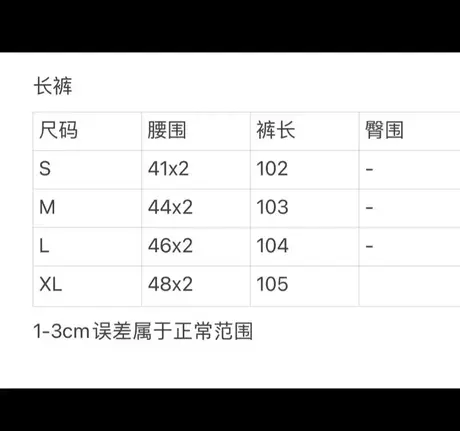 长裤
尺码 腰围 裤长 臀围
S 41x2 102 -
M 44x2 103 -
L 46x2 104 -
XL 48x2 105
1-3cm误差属于正常范围